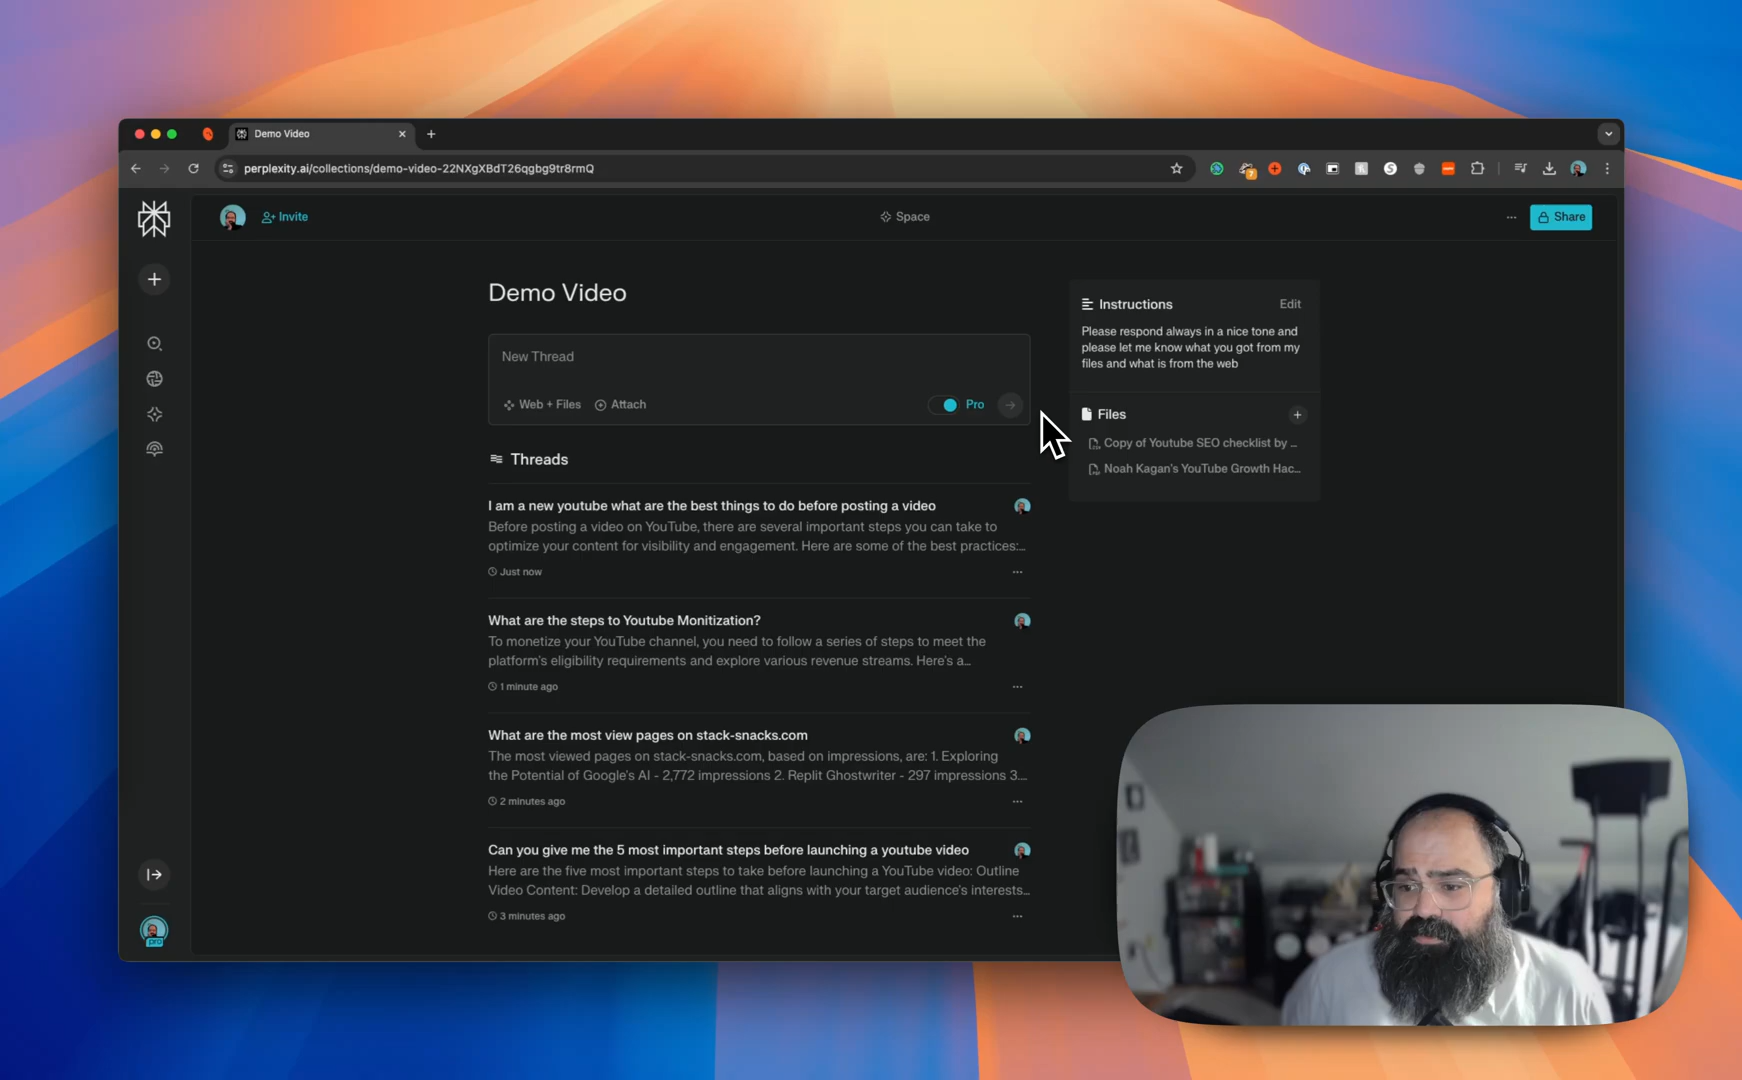 Demo Video
perplexity.ai/collections/demo-video-22NXgXBdT26qgbg9tr8rmQ
7
Invite
Space
Share
Demo Video
New Thread
Web + Files
Attach
Pro
Instructions
Edit
Please respond always in a nice tone and
please let me know what you got from my
files and what is from the web
Files
Copy of Youtube SEO checklist by ...
Noah Kagan's YouTube Growth Hac...
Threads
I am a new youtube what are the best things to do before posting a video
Before posting a video on YouTube, there are several important steps you can take to
optimize your content for visibility and engagement. Here are some of the best practices:...
Just now
What are the steps to Youtube Monitization?
To monetize your YouTube channel, you need to follow a series of steps to meet the
platform's eligibility requirements and explore various revenue streams. Here's a...
1 minute ago
What are the most view pages on stack-snacks.com
The most viewed pages on stack-snacks.com, based on impressions, are: 1. Exploring
the Potential of Google's AI - 2,772 impressions 2. Replit Ghostwriter - 297 impressions 3....
2 minutes ago
Can you give me the 5 most important steps before launching a youtube video
Here are the five most important steps to take before launching a YouTube video: Outline
Video Content: Develop a detailed outline that aligns with your target audience's interests...
3 minutes ago
pro